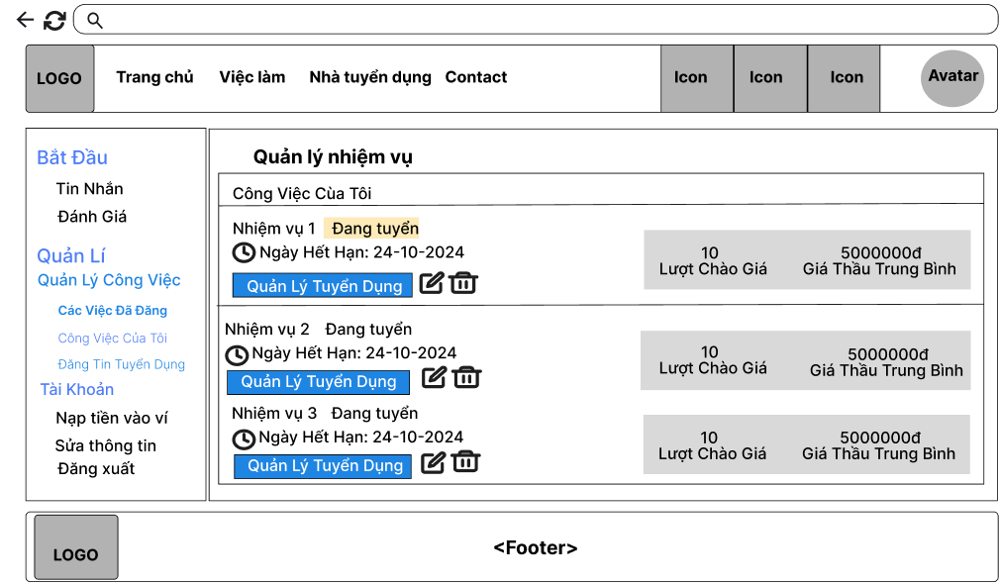 LOGO Trang chủ Việc làm Nhà tuyển dụng Contact Icon Icon Icon Avatar
Bắt Đầu
Tin Nhắn
Đánh Giá
Quản Lí
Quản Lý Công Việc
Các Việc Đã Đăng
Công Việc Của Tôi
Đăng Tin Tuyển Dụng
Tài Khoản
Nạp tiền vào ví
Sửa thông tin
Đăng xuất
Quản lý nhiệm vụ
Công Việc Cùa Tôi
Nhiệm vụ 1 Đang tuyển
Ngày Hết Hạn: 24-10-2024
Quản Lý Tuyển Dụng
10 5000000đ
Lượt Chào Giá Giá Thầu Trung Bình
Nhiệm vụ 2 Đang tuyển
Ngày Hết Hạn: 24-10-2024
Quản Lý Tuyển Dụng
10 5000000đ
Lượt Chào Giá Giá Thầu Trung Bình
Nhiệm vụ 3 Đang tuyển
Ngày Hết Hạn: 24-10-2024
Quản Lý Tuyển Dụng
10 5000000đ
Lượt Chào Giá Giá Thầu Trung Bình
LOGO <Footer>